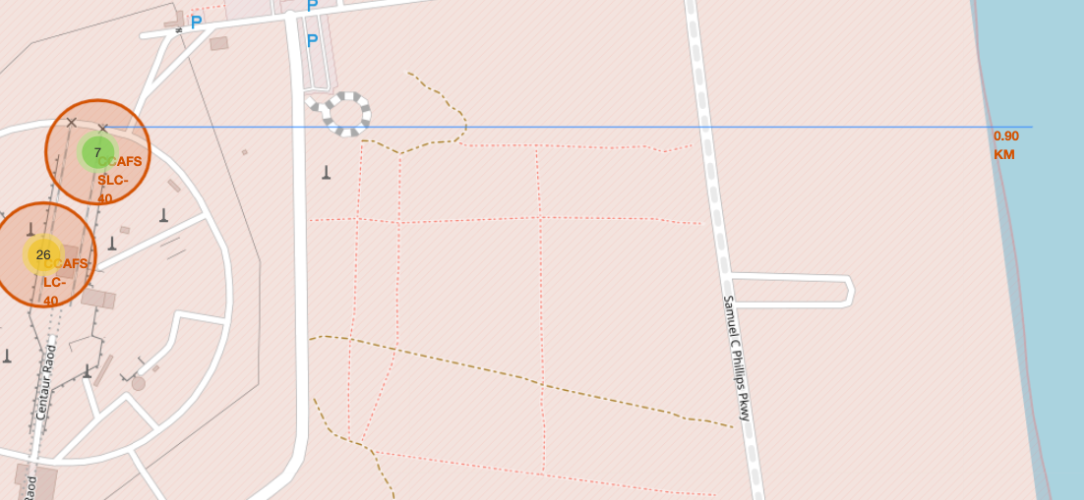 P
P
P
0.90
KM
7
CCAFS
SLC-
40
26
CCAFS
LC-
40
Samuel C Phillips Pkwy
Centaur Raod
Raod